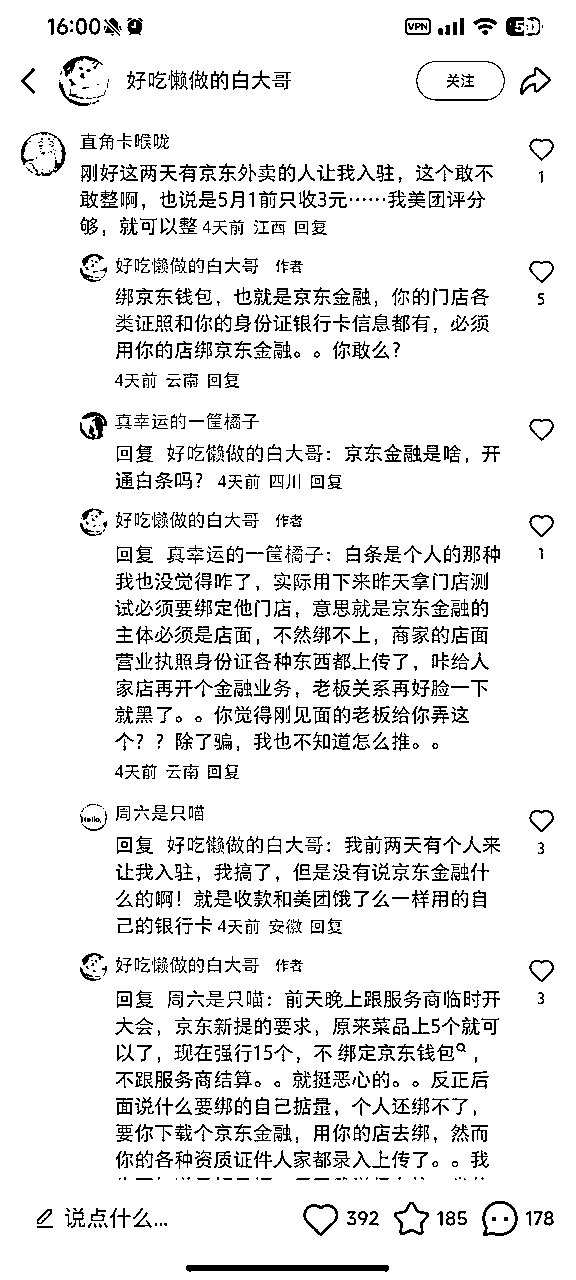 16:00 VPN 50
好吃懒做的白大哥 关注
直角卡喉咙
刚好这两天有京东外卖的人让我入驻，这个敢不
敢整啊，也说是5月1前只收3元……我美团评分
够，就可以整 4天前 江西 回复
1
好吃懒做的白大哥 作者
绑京东钱包，也就是京东金融，你的门店各
类证照和你的身份证银行卡信息都有，必须
用你的店绑京东金融。。你敢么？
4天前 云南 回复
5
真幸运的一筐橘子
回复 好吃懒做的白大哥：京东金融是啥，开
通白条吗？ 4天前 四川 回复
好吃懒做的白大哥 作者
回复 真幸运的一筐橘子：白条是个人的那种
我也没觉得咋了，实际用下来昨天拿门店测
试必须要绑定他门店，意思就是京东金融的
主体必须是店面，不然绑不上，商家的店面
营业执照身份证各种东西都上传了，咔给人
家店再开个金融业务，老板关系再好脸一下
就黑了。。你觉得刚见面的老板给你弄这
个？？除了骗，我也不知道怎么推。。
4天前 云南 回复
1
Hello,
周六是只喵
回复 好吃懒做的白大哥：我前两天有个人来
让我入驻，我搞了，但是没有说京东金融什
么的啊！就是收款和美团饿了么一样用的自
己的银行卡 4天前 安徽 回复
3
好吃懒做的白大哥 作者
回复 周六是只喵：前天晚上跟服务商临时开
大会，京东新提的要求，原来菜品上5个就可
以了，现在强行15个，不 绑定京东钱包，
不跟服务商结算。。就挺恶心的。。反正后
面说什么要绑的自己掂量，个人还绑不了，
要你下载个京东金融，用你的店去绑，然而
你的各种资质证件人家都录入上传了。。我
3
说点什么... 392 185 178